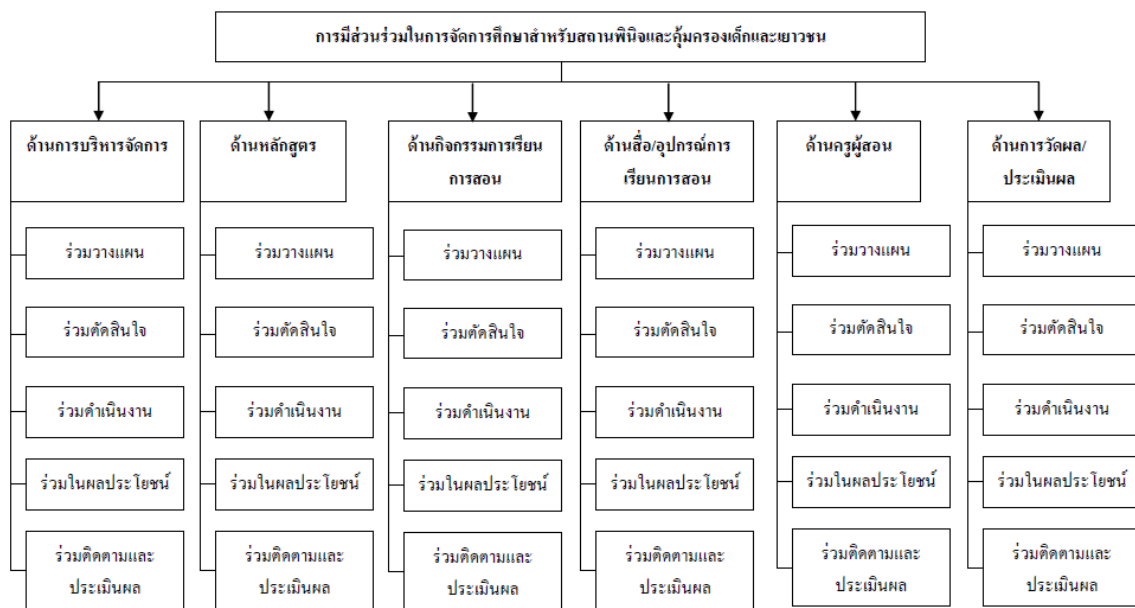 การมีส่วนร่วมในการจัดการศึกษาสำหรับสถานพินิจและคุ้มครองเด็กและเยาวชน
ด้านการบริหารจัดการ
ด้านหลักสูตร
ด้านกิจกรรมการเรียน
การสอน
ด้านสื่อ/อุปกรณ์การ
เรียนการสอน
ด้านครูผู้สอน
ด้านการวัดผล/
ประเมินผล
ร่วมวางแผน
ร่วมวางแผน
ร่วมวางแผน
ร่วมวางแผน
ร่วมวางแผน
ร่วมวางแผน
ร่วมตัดสินใจ
ร่วมตัดสินใจ
ร่วมตัดสินใจ
ร่วมตัดสินใจ
ร่วมตัดสินใจ
ร่วมตัดสินใจ
ร่วมดำเนินงาน
ร่วมดำเนินงาน
ร่วมดำเนินงาน
ร่วมดำเนินงาน
ร่วมดำเนินงาน
ร่วมดำเนินงาน
ร่วมในผลประโยชน์
ร่วมในผลประโยชน์
ร่วมในผลประโยชน์
ร่วมในผลประโยชน์
ร่วมในผลประโยชน์
ร่วมในผลประโยชน์
ร่วมติดตามและ
ประเมินผล
ร่วมติดตามและ
ประเมินผล
ร่วมติดตามและ
ประเมินผล
ร่วมติดตามและ
ประเมินผล
ร่วมติดตามและ
ประเมินผล
ร่วมติดตามและ
ประเมินผล